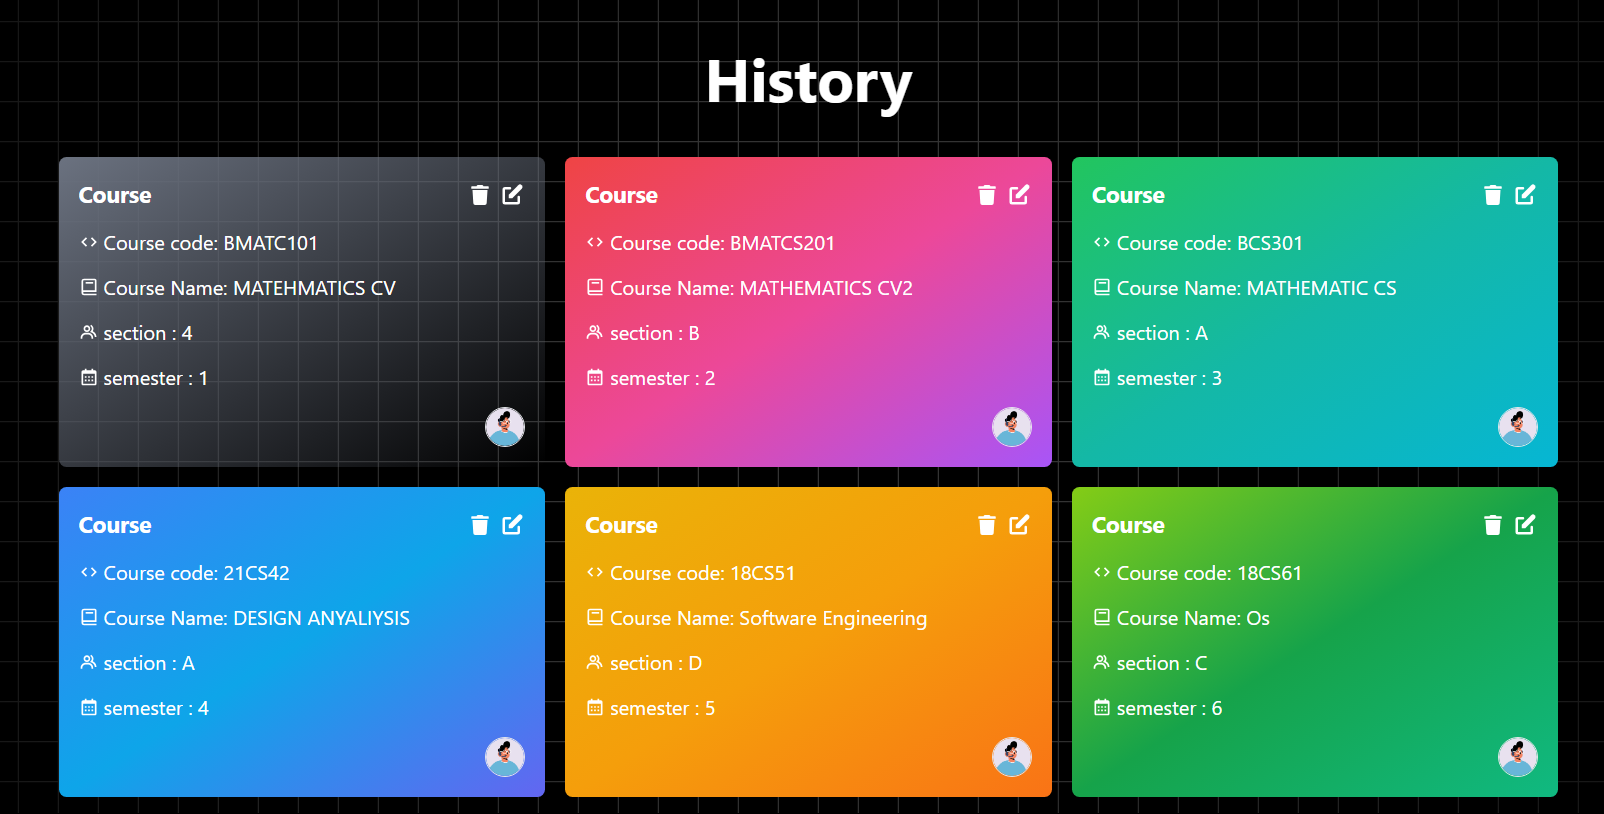 History
Course
Course code: BMATC101
Course Name: MATEHMATICS CV
section : 4
semester : 1
Course
Course code: BMATCS201
Course Name: MATHEMATICS CV2
section : B
semester : 2
Course
Course code: BCS301
Course Name: MATHEMATIC CS
section : A
semester : 3
Course
Course code: 21CS42
Course Name: DESIGN ANYALIYSIS
section : A
semester : 4
Course
Course code: 18CS51
Course Name: Software Engineering
section : D
semester : 5
Course
Course code: 18CS61
Course Name: Os
section : C
semester : 6